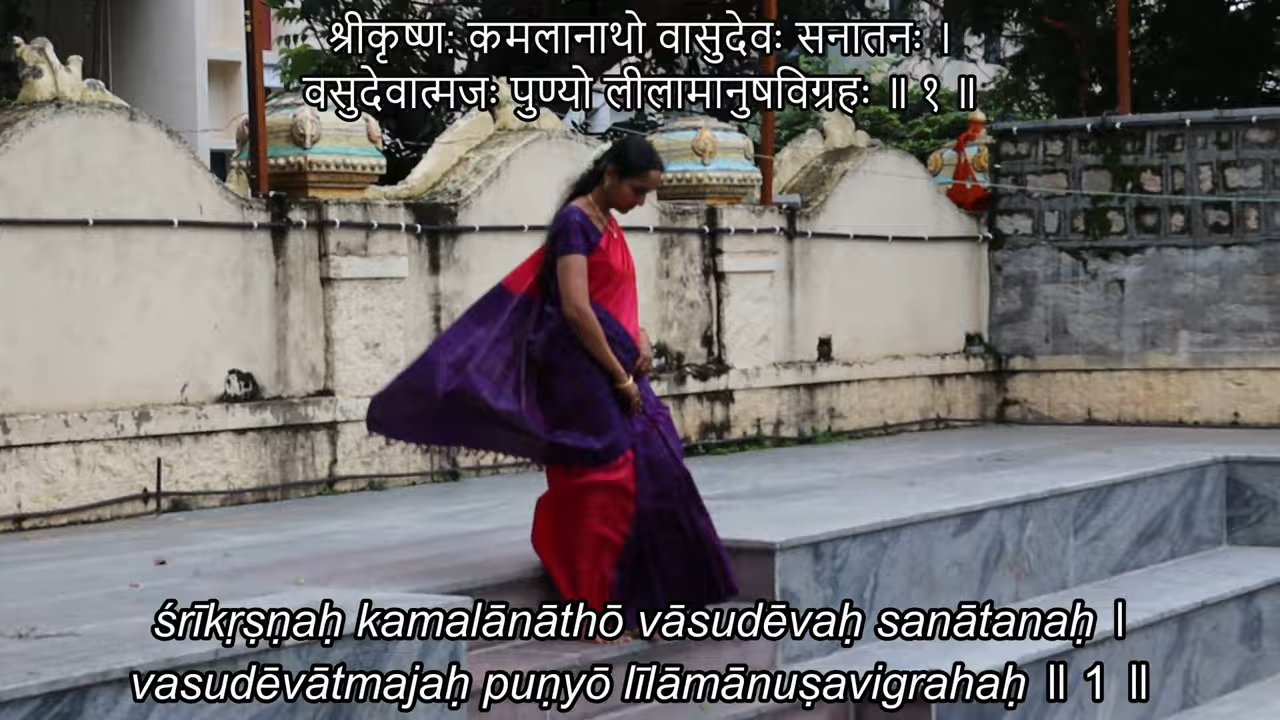 श्रीकृष्णः कमलानाथो वासुदेवः सनातनः ।
वसुदेवात्मजः पुण्यो लीलामानुषविग्रहः ॥ १ ॥
śrīkṛṣṇaḥ kamalānāthō vāsudēvaḥ sanātanaḥ ।
vasudēvātmajaḥ puṇyō līlāmānuṣavigrahaḥ ॥ 1 ॥